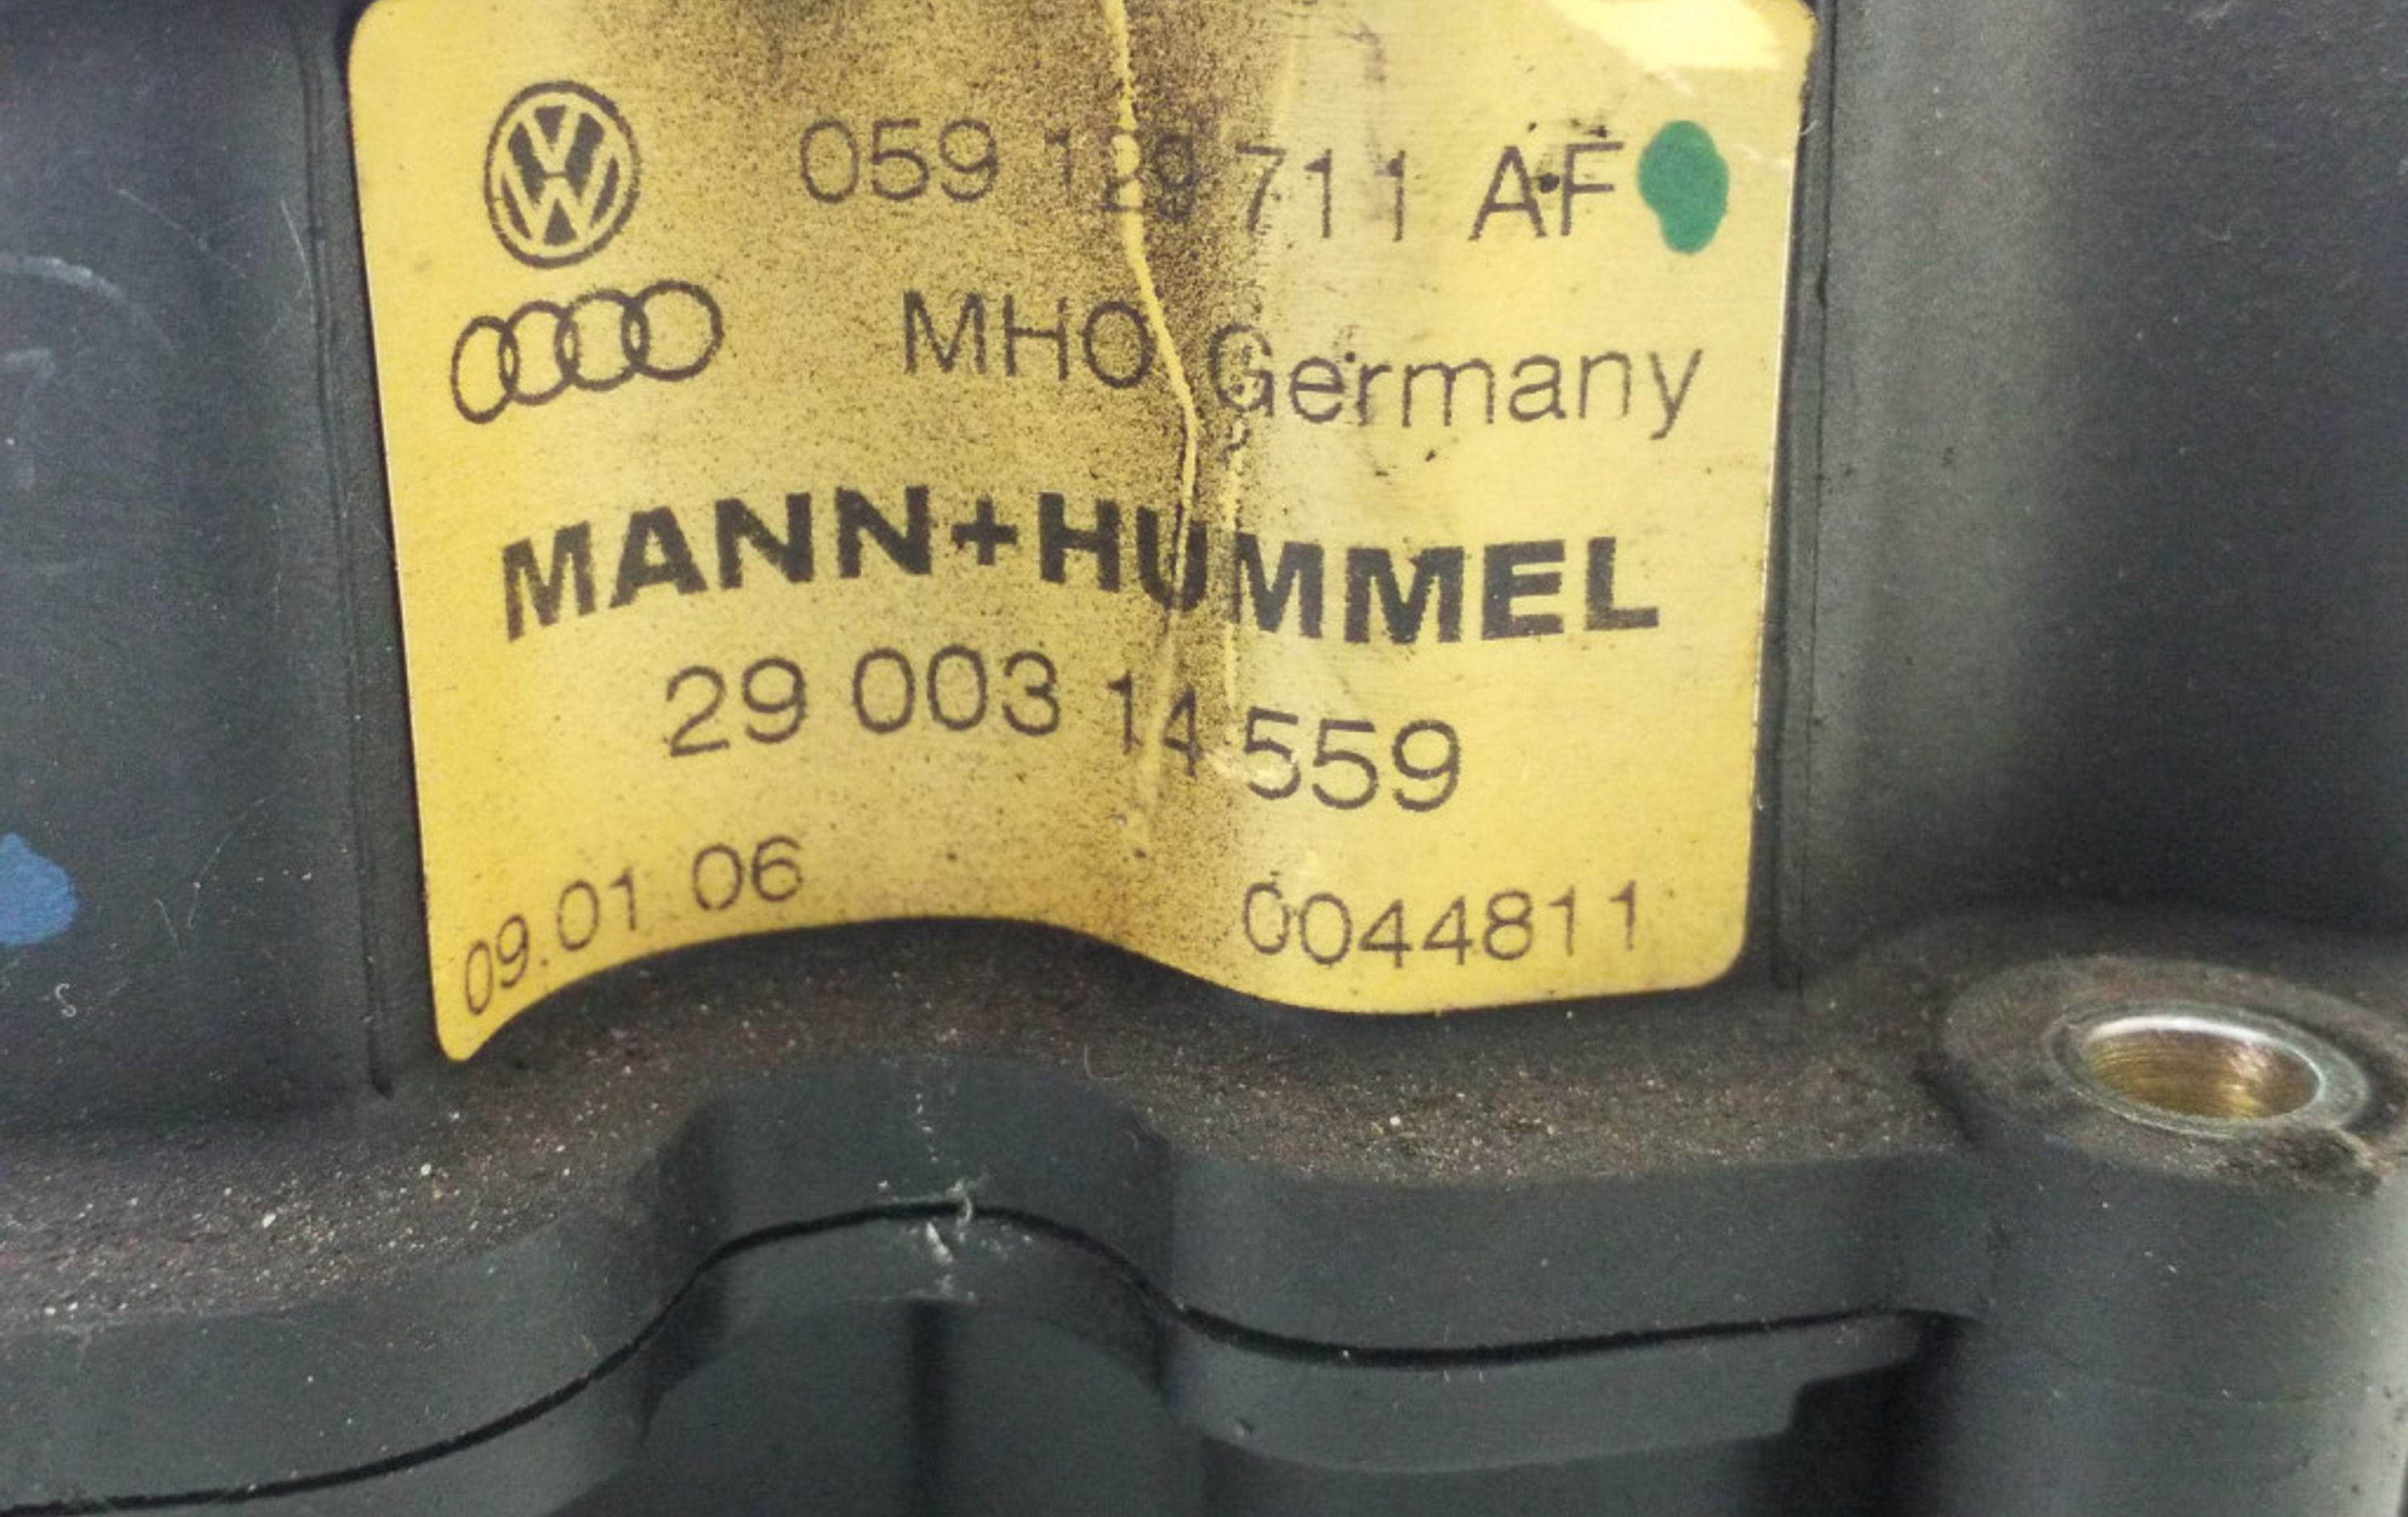 059 129 711 AF
MHO Germany
MANN+HUMMEL
29 003 14 559
09.01 06 0044811